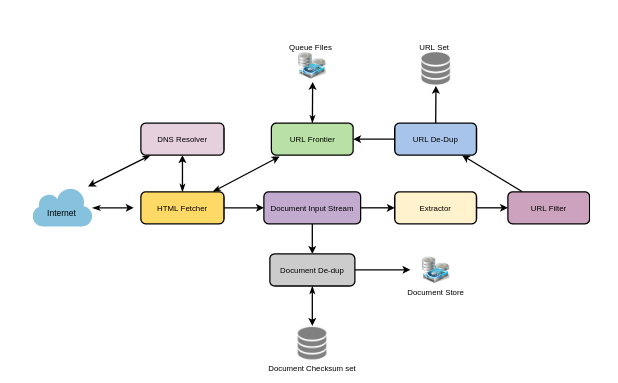 Queue Files
URL Set
DNS Resolver
URL Frontier
URL De-Dup
Internet
HTML Fetcher
Document Input Stream
Extractor
URL Filter
Document De-dup
Document Store
Document Checksum set